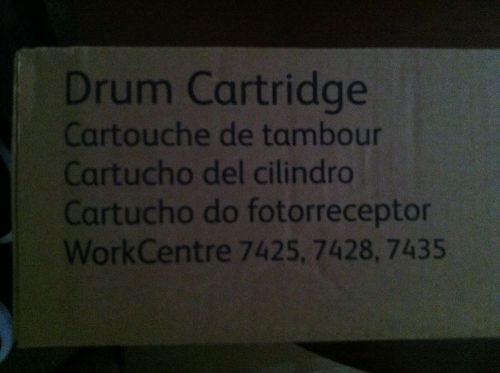 Drum Cartridge
Cartouche de tambour
Cartucho del cilindro
Cartucho do fotorreceptor
WorkCentre 7425, 7428, 7435